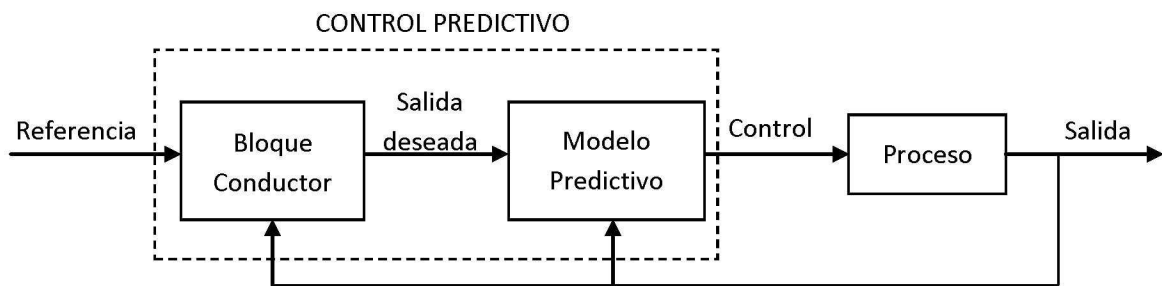 CONTROL PREDICTIVO
Referencia
Bloque
Conductor
Salida
deseada
Modelo
Predictivo
Control
Proceso
Salida